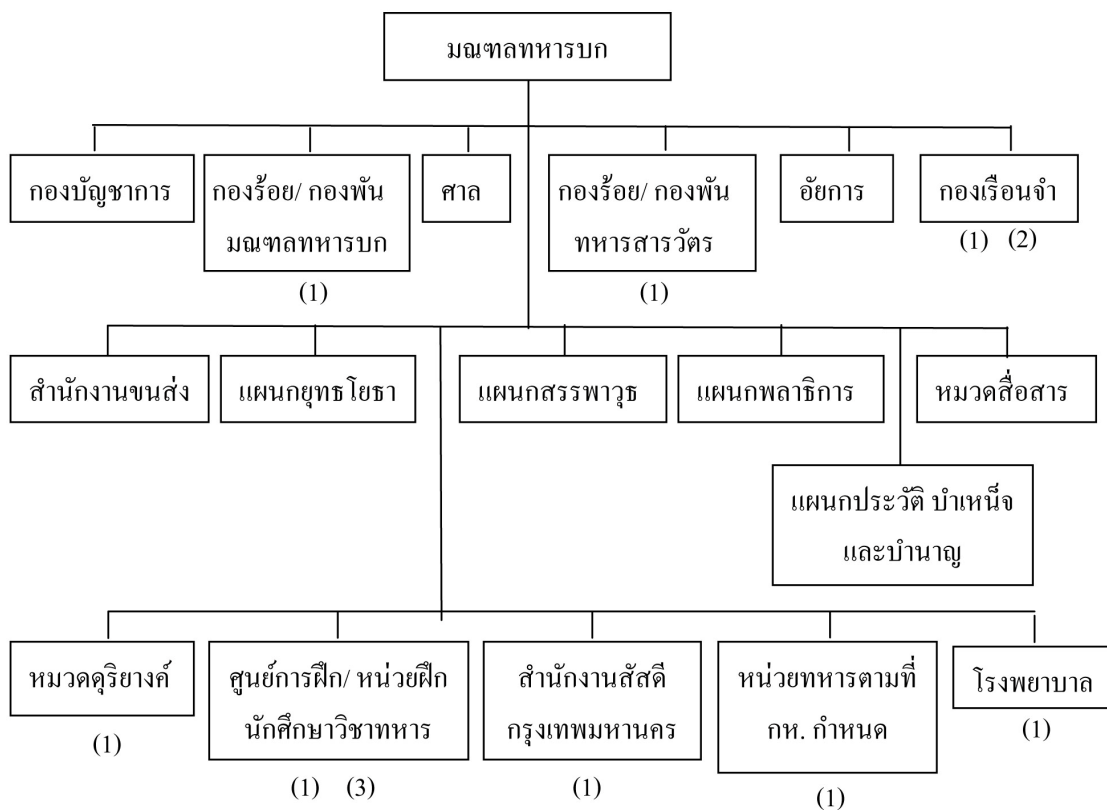 มณฑลทหารบก
กองบัญชาการ
กองร้อย/ กองพัน
มณฑลทหารบก
(1)
ศาล
กองร้อย/ กองพัน
ทหารสารวัตร
(1)
อัยการ
กองเรือนจำ
(1) (2)
สำนักงานขนส่ง
แผนกยุทธโยธา
แผนกสรรพาวุธ
แผนกพลาธิการ
หมวดสื่อสาร
แผนกประวัติ บำเหน็จ
และบำนาญ
หมวดดุริยางค์
(1)
ศูนย์การฝึก/ หน่วยฝึก
นักศึกษาวิชาทหาร
(1) (3)
สำนักงานสัสดี
กรุงเทพมหานคร
(1)
หน่วยทหารตามที่
กห. กำหนด
(1)
โรงพยาบาล
(1)